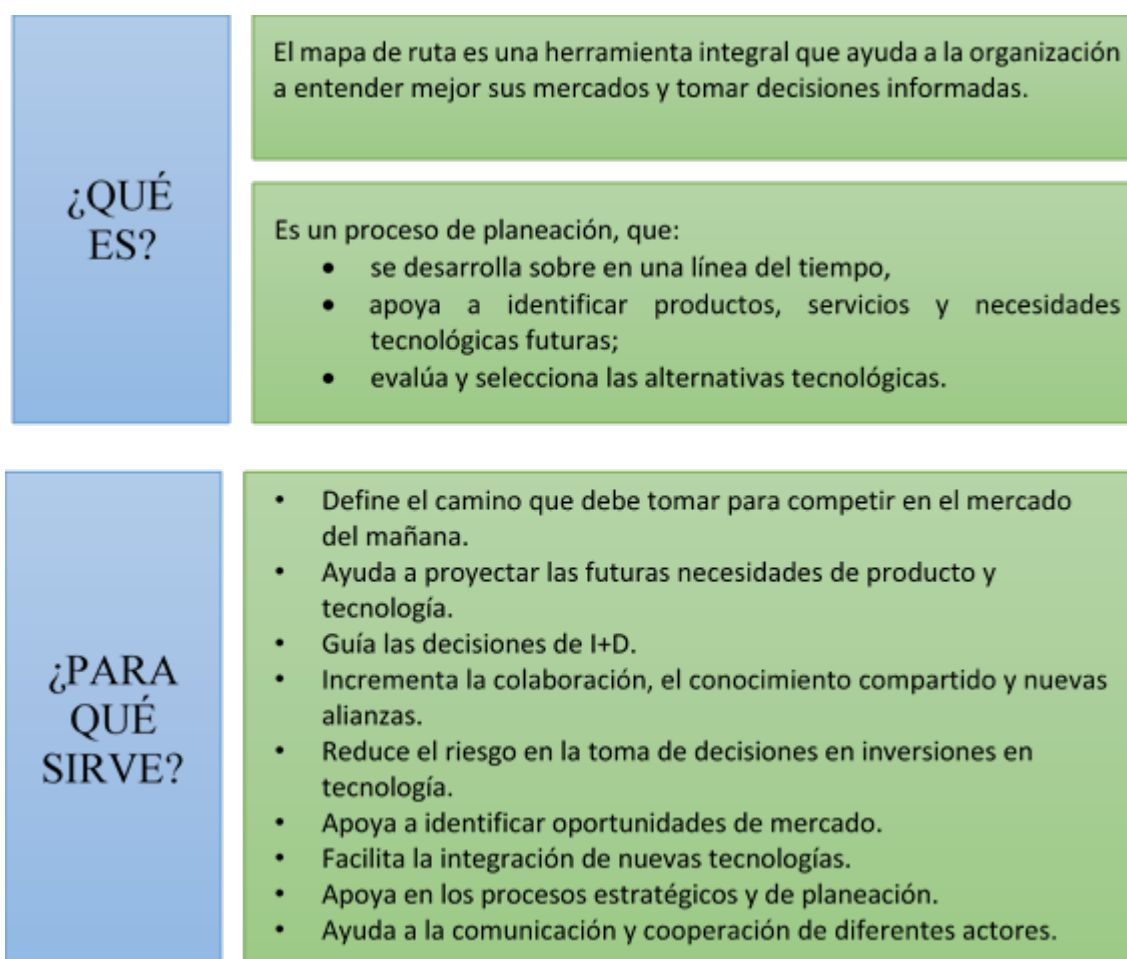 ¿QUÉ
ES?
El mapa de ruta es una herramienta integral que ayuda a la organización
a entender mejor sus mercados y tomar decisiones informadas.
Es un proceso de planeación, que:
• se desarrolla sobre en una línea del tiempo,
• apoya a identificar productos, servicios y necesidades
tecnológicas futuras;
• evalúa y selecciona las alternativas tecnológicas.
¿PARA
QUÉ
SIRVE?
• Define el camino que debe tomar para competir en el mercado
del mañana.
• Ayuda a proyectar las futuras necesidades de producto y
tecnología.
• Guía las decisiones de I+D.
• Incrementa la colaboración, el conocimiento compartido y nuevas
alianzas.
• Reduce el riesgo en la toma de decisiones en inversiones en
tecnología.
• Apoya a identificar oportunidades de mercado.
• Facilita la integración de nuevas tecnologías.
• Apoya en los procesos estratégicos y de planeación.
• Ayuda a la comunicación y cooperación de diferentes actores.